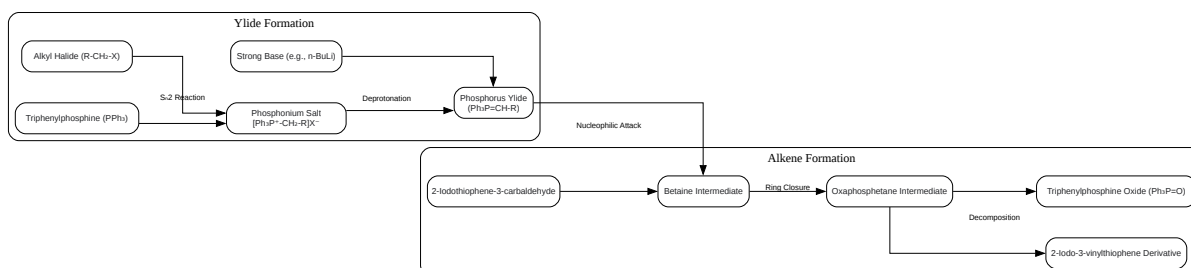 Ylide Formation
Alkyl Halide (R-CH₂-X)
Strong Base (e.g., n-BuLi)
Sₙ2 Reaction
Deprotonation
Triphenylphosphine (PPh₃)
Phosphonium Salt
[Ph₃P⁺-CH₂-R]X⁻
Phosphorus Ylide
(Ph₃P=CH-R)
Nucleophilic Attack
Alkene Formation
2-Iodothiophene-3-carbaldehyde
Betaine Intermediate
Ring Closure
Oxaphosphetane Intermediate
Triphenylphosphine Oxide (Ph₃P=O)
Decomposition
2-Iodo-3-vinylthiophene Derivative